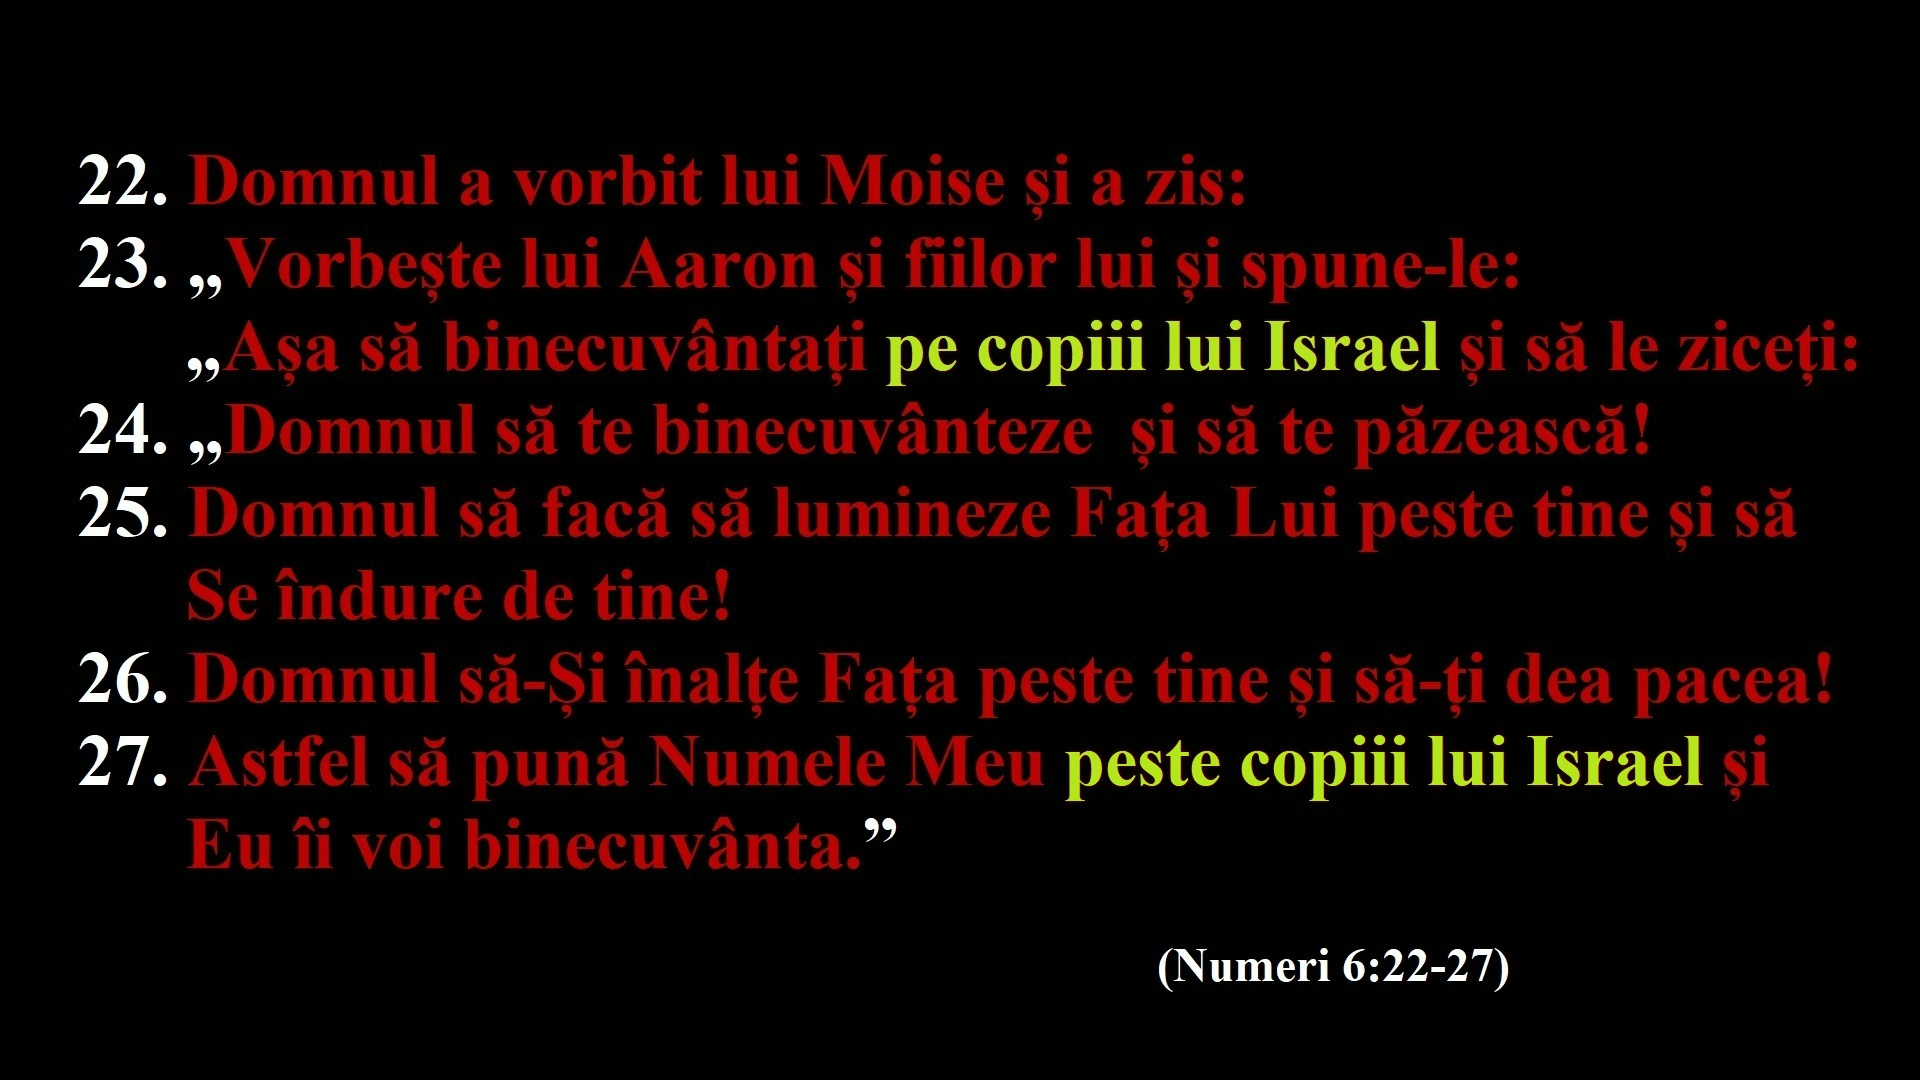 22. Domnul a vorbit lui Moise și a zis:
23. „Vorbește lui Aaron și fiilor lui și spune-le:
„Așa să binecuvântați pe copiii lui Israel și să le ziceți:
24. „Domnul să te binecuvânteze  și să te păzească!
25. Domnul să facă să lumineze Fața Lui peste tine și să
Se îndure de tine!
26. Domnul să-Și înalțe Fața peste tine și să-ți dea pacea!
27. Astfel să pună Numele Meu peste copiii lui Israel și
Eu îi voi binecuvânta.”
(Numeri 6:22-27)